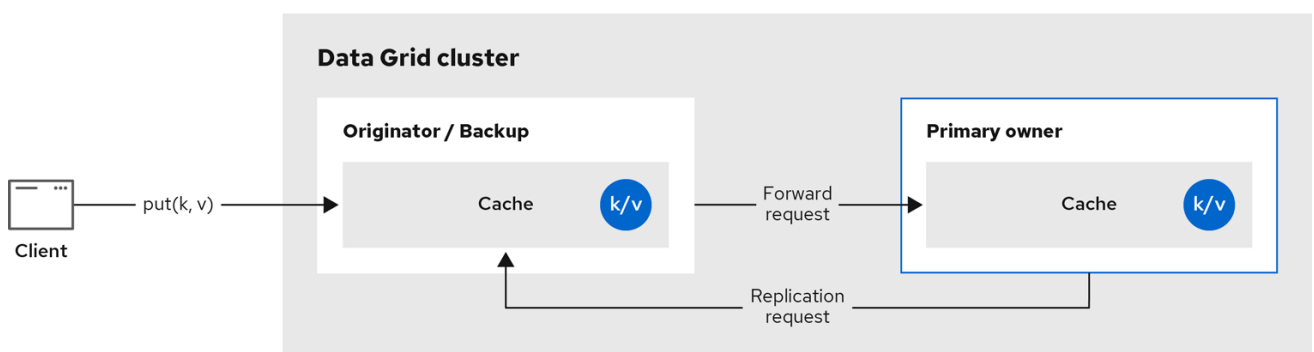 Data Grid cluster
Originator / Backup
Primary owner
Client
put(k, v)
Cache
k/v
Forward
request
Cache
k/v
Replication
request